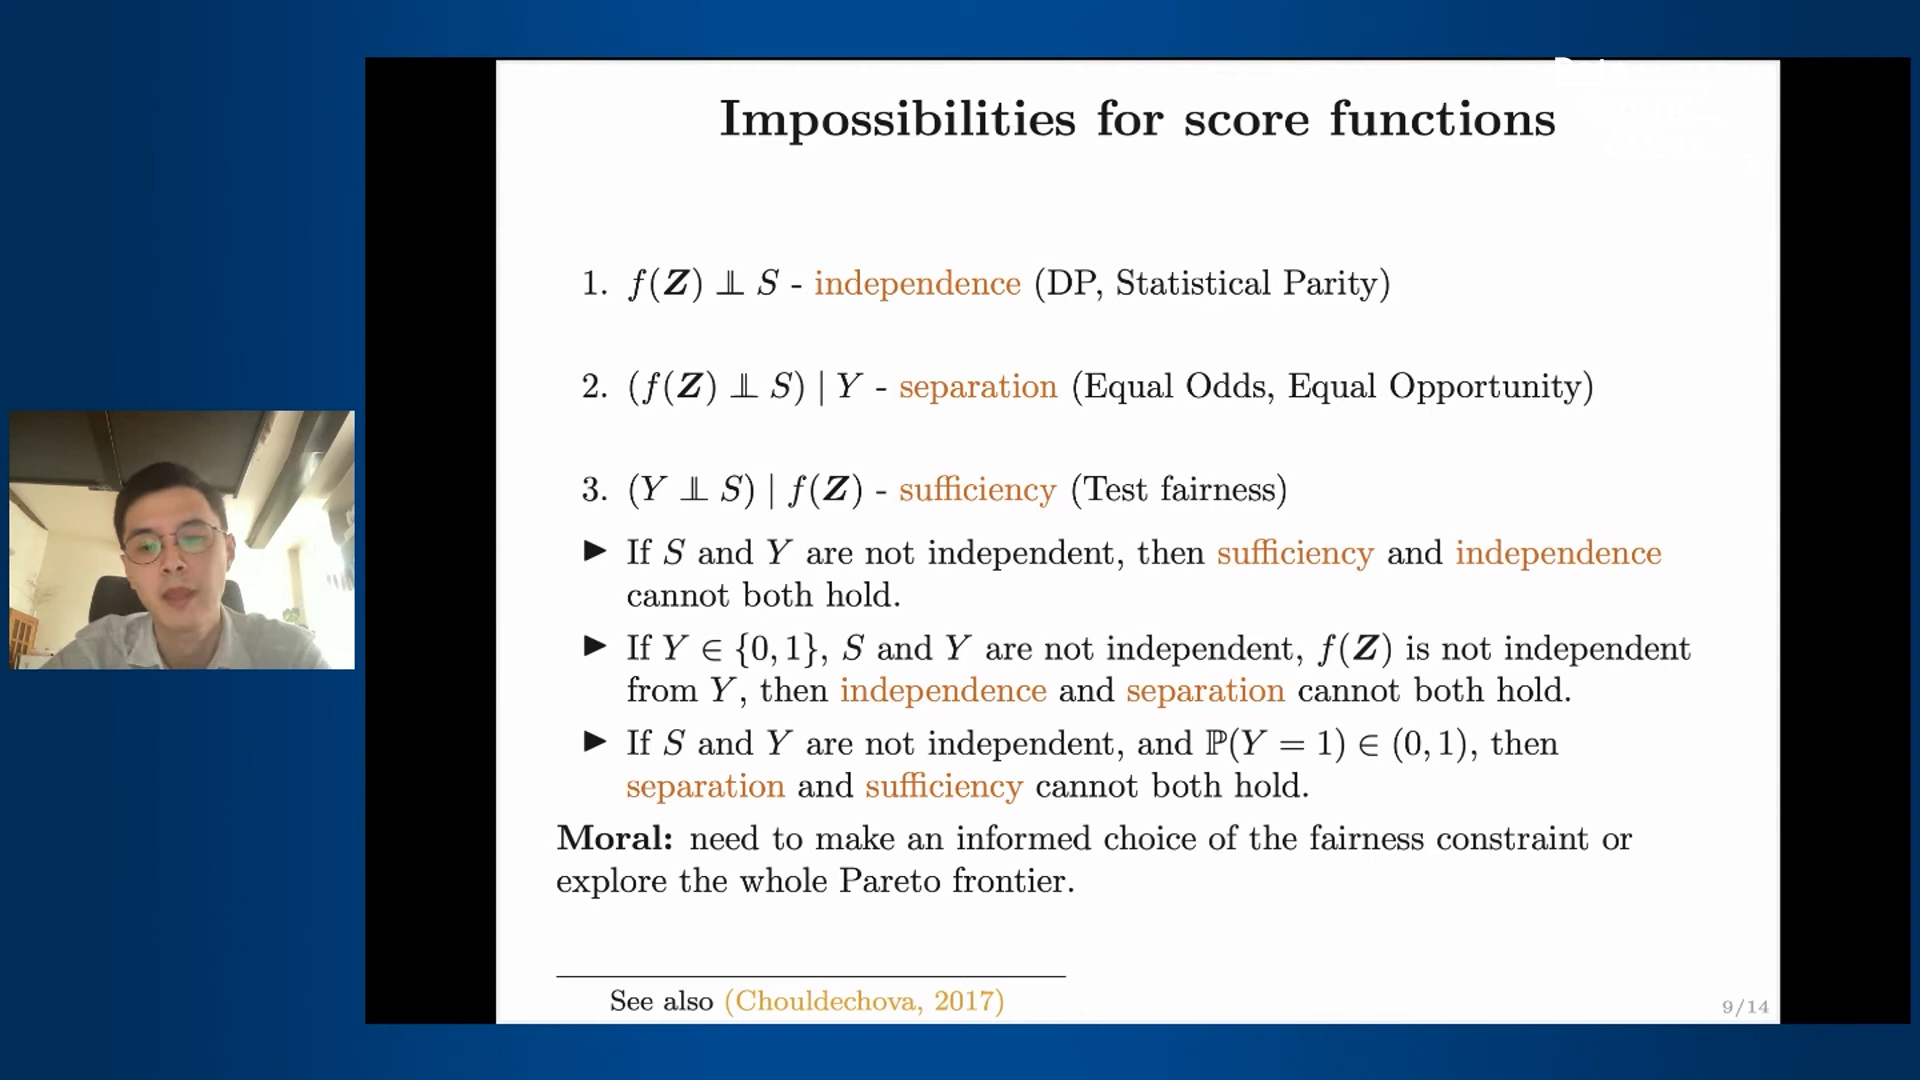 Impossibilities for score functions
1. f(Z) ⫫ S - independence (DP, Statistical Parity)
2. (f(Z) ⫫ S) | Y - separation (Equal Odds, Equal Opportunity)
3. (Y ⫫ S) | f(Z) - sufficiency (Test fairness)
▶ If S and Y are not independent, then sufficiency and independence
cannot both hold.
▶ If Y ∈ {0, 1}, S and Y are not independent, f(Z) is not independent
from Y, then independence and separation cannot both hold.
▶ If S and Y are not independent, and ℙ(Y = 1) ∈ (0, 1), then
separation and sufficiency cannot both hold.
Moral: need to make an informed choice of the fairness constraint or
explore the whole Pareto frontier.
See also (Chouldechova, 2017)
9/14